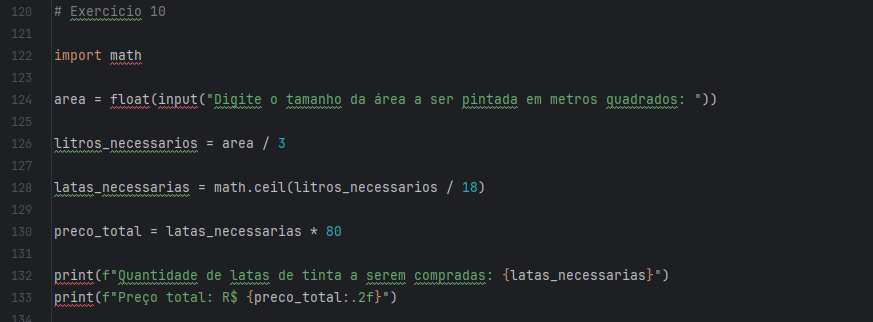 120 # Exercicio 10
121
122 import math
123
124 area = float(input("Digite o tamanho da área a ser pintada em metros quadrados: "))
125
126 litros_necessarios = area / 3
127
128 latas_necessarias = math.ceil(litros_necessarios / 18)
129
130 preco_total = latas_necessarias * 80
131
132 print(f"Quantidade de latas de tinta a serem compradas: {latas_necessarias}")
133 print(f"Preço total: R$ {preco_total:.2f}")
134